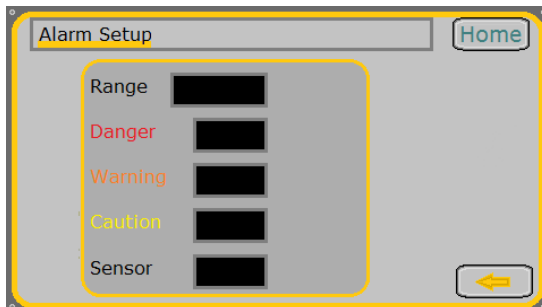 Alarm Setup
Home
Range
Danger
Warning
Caution
Sensor